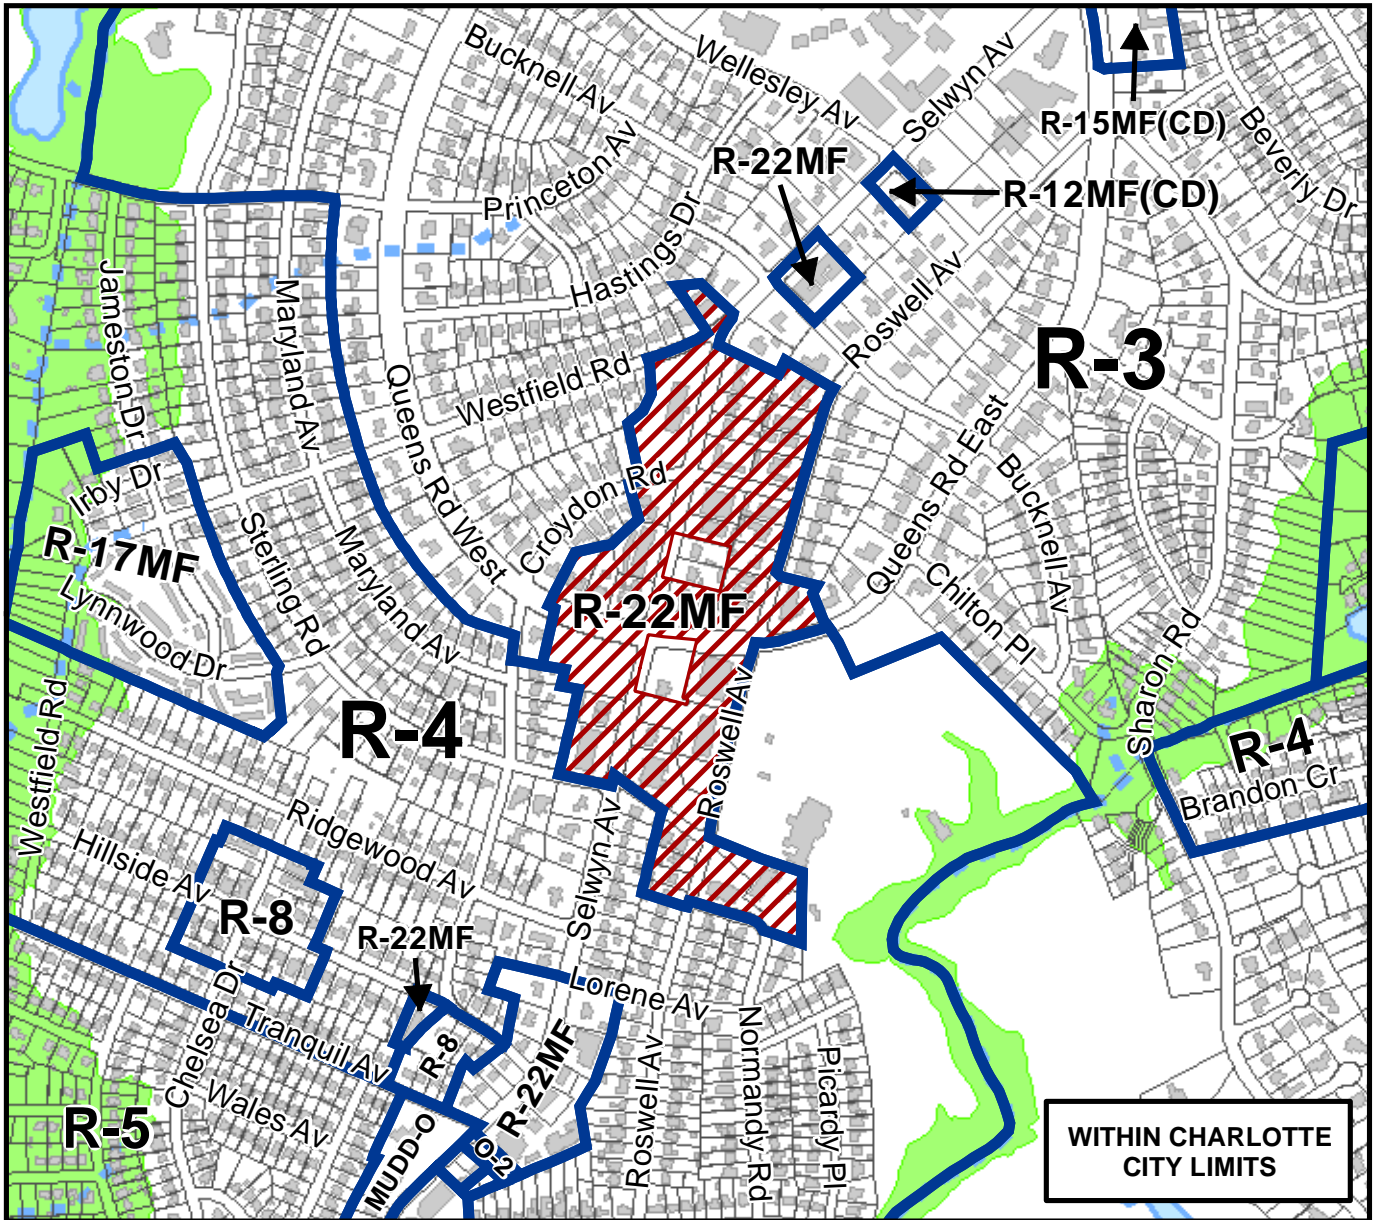 Bucknell Av
Wellesley Av
Selwyn Av
R-15MF(CD)
Beverly Dr
Princeton Av
R-22MF
R-12MF(CD)
Hastings Dr
Jameston Dr
Maryland Av
Roswell Av
R-3
Westfield Rd
Queens Rd West
Queens Rd East
Croydon Rd
Bucknell Av
Irby Dr
R-17MF
Sterling Rd
Maryland Av
Lynnwood Dr
R-22MF
Chilton Pl
Sharon Rd
Westfield Rd
R-4
Roswell Av
R-4
Brandon Cr
Ridgewood Av
Hillside Av
Selwyn Av
R-8
R-22MF
Lorene Av
Chelsea Dr
Tranquil Av
R-8
R-22MF
Roswell Av
Normandy Rd
Picardy Pl
Wales Av
R-5
MUDD-O
O-2
WITHIN CHARLOTTE
CITY LIMITS